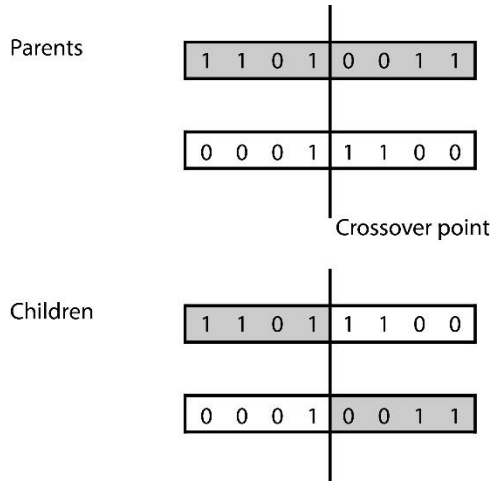 Parents
1 1 0 1 0 0 1 1
0 0 0 1 1 1 0 0
Crossover point
Children
1 1 0 1 1 1 0 0
0 0 0 1 0 0 1 1